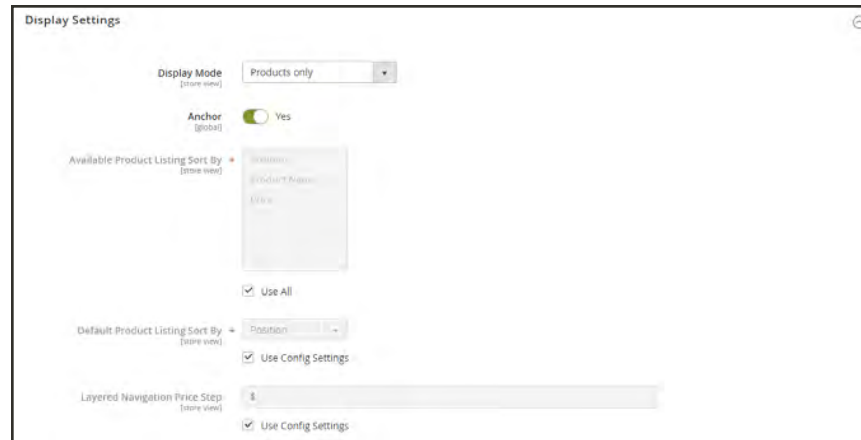 Display Settings
Display Mode
[store view]
Products only
Anchor
[global]
Yes
Available Product Listing Sort By *
[store view]
Position
Product Name
Price
Use All
Default Product Listing Sort By *
[store view]
Position
Use Config Settings
Layered Navigation Price Step
[store view]
$
Use Config Settings